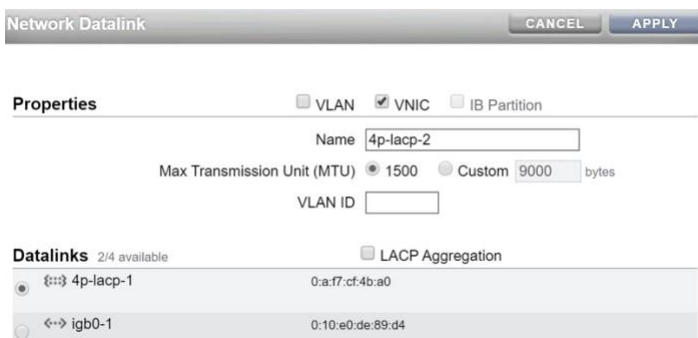 Network Datalink CANCEL APPLY
Properties VLAN VNIC IB Partition
Name 4p-lacp-2
Max Transmission Unit (MTU) 1500 Custom 9000 bytes
VLAN ID
Datalinks 2/4 available LACP Aggregation
4p-lacp-1 0:a:f7:cf:4b:a0
igb0-1 0:10:e0:de:89:d4